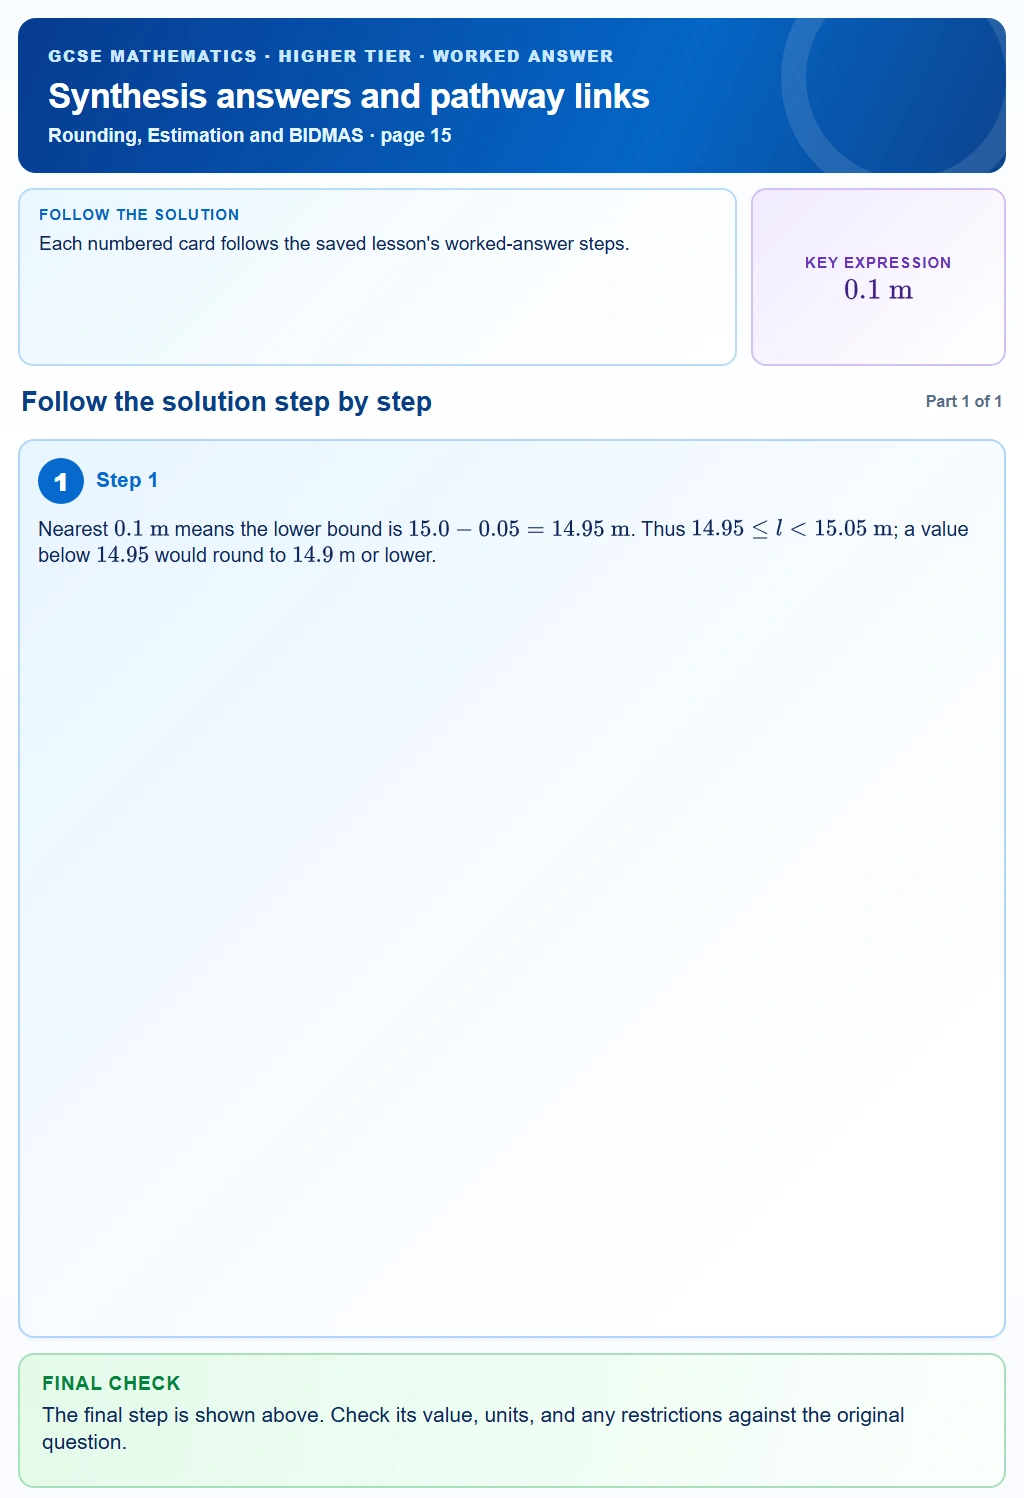 GCSE MATHEMATICS · HIGHER TIER · WORKED ANSWER
Synthesis answers and pathway links
Rounding, Estimation and BIDMAS · page 15
FOLLOW THE SOLUTION
Each numbered card follows the saved lesson's worked-answer steps.
KEY EXPRESSION
0.1 m
Follow the solution step by step
Part 1 of 1
1 Step 1
Nearest 0.1 m means the lower bound is 15.0 − 0.05 = 14.95 m. Thus 14.95 ≤ l < 15.05 m; a value
below 14.95 would round to 14.9 m or lower.
FINAL CHECK
The final step is shown above. Check its value, units, and any restrictions against the original
question.